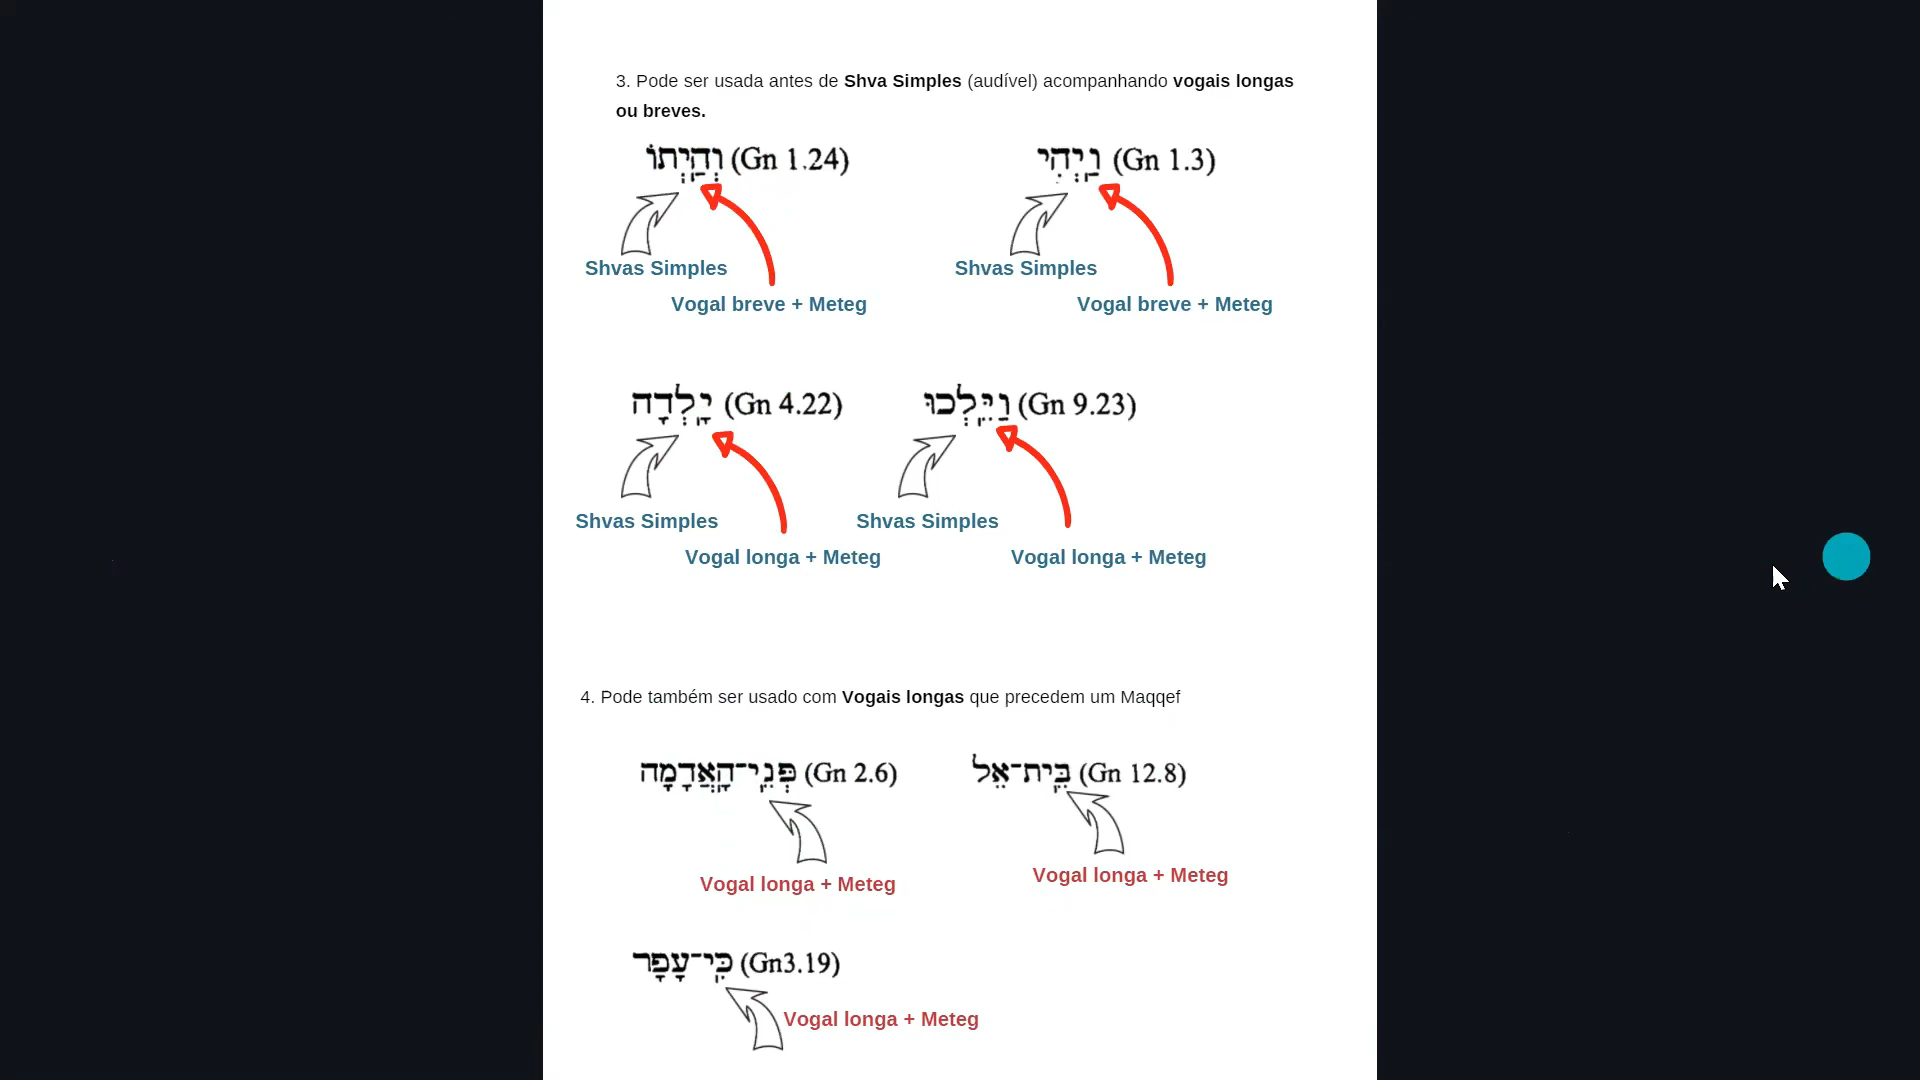 3. Pode ser usada antes de Shva Simples (audível) acompanhando vogais longas
ou breves.
וְהַֽיְתוֹ (Gn 1.24) וַֽיְהִי (Gn 1.3)
Shvas Simples Shvas Simples
Vogal breve + Meteg Vogal breve + Meteg
יָֽלְדָה (Gn 4.22) וַיֵּֽלְכוּ (Gn 9.23)
Shvas Simples Shvas Simples
Vogal longa + Meteg Vogal longa + Meteg
4. Pode também ser usado com Vogais longas que precedem um Maqqef
פְּנֵֽי־הָֽאֲדָמָה (Gn 2.6) בֵּֽית־אֵל (Gn 12.8)
Vogal longa + Meteg Vogal longa + Meteg
כִּֽי־עָפָר (Gn3.19)
Vogal longa + Meteg